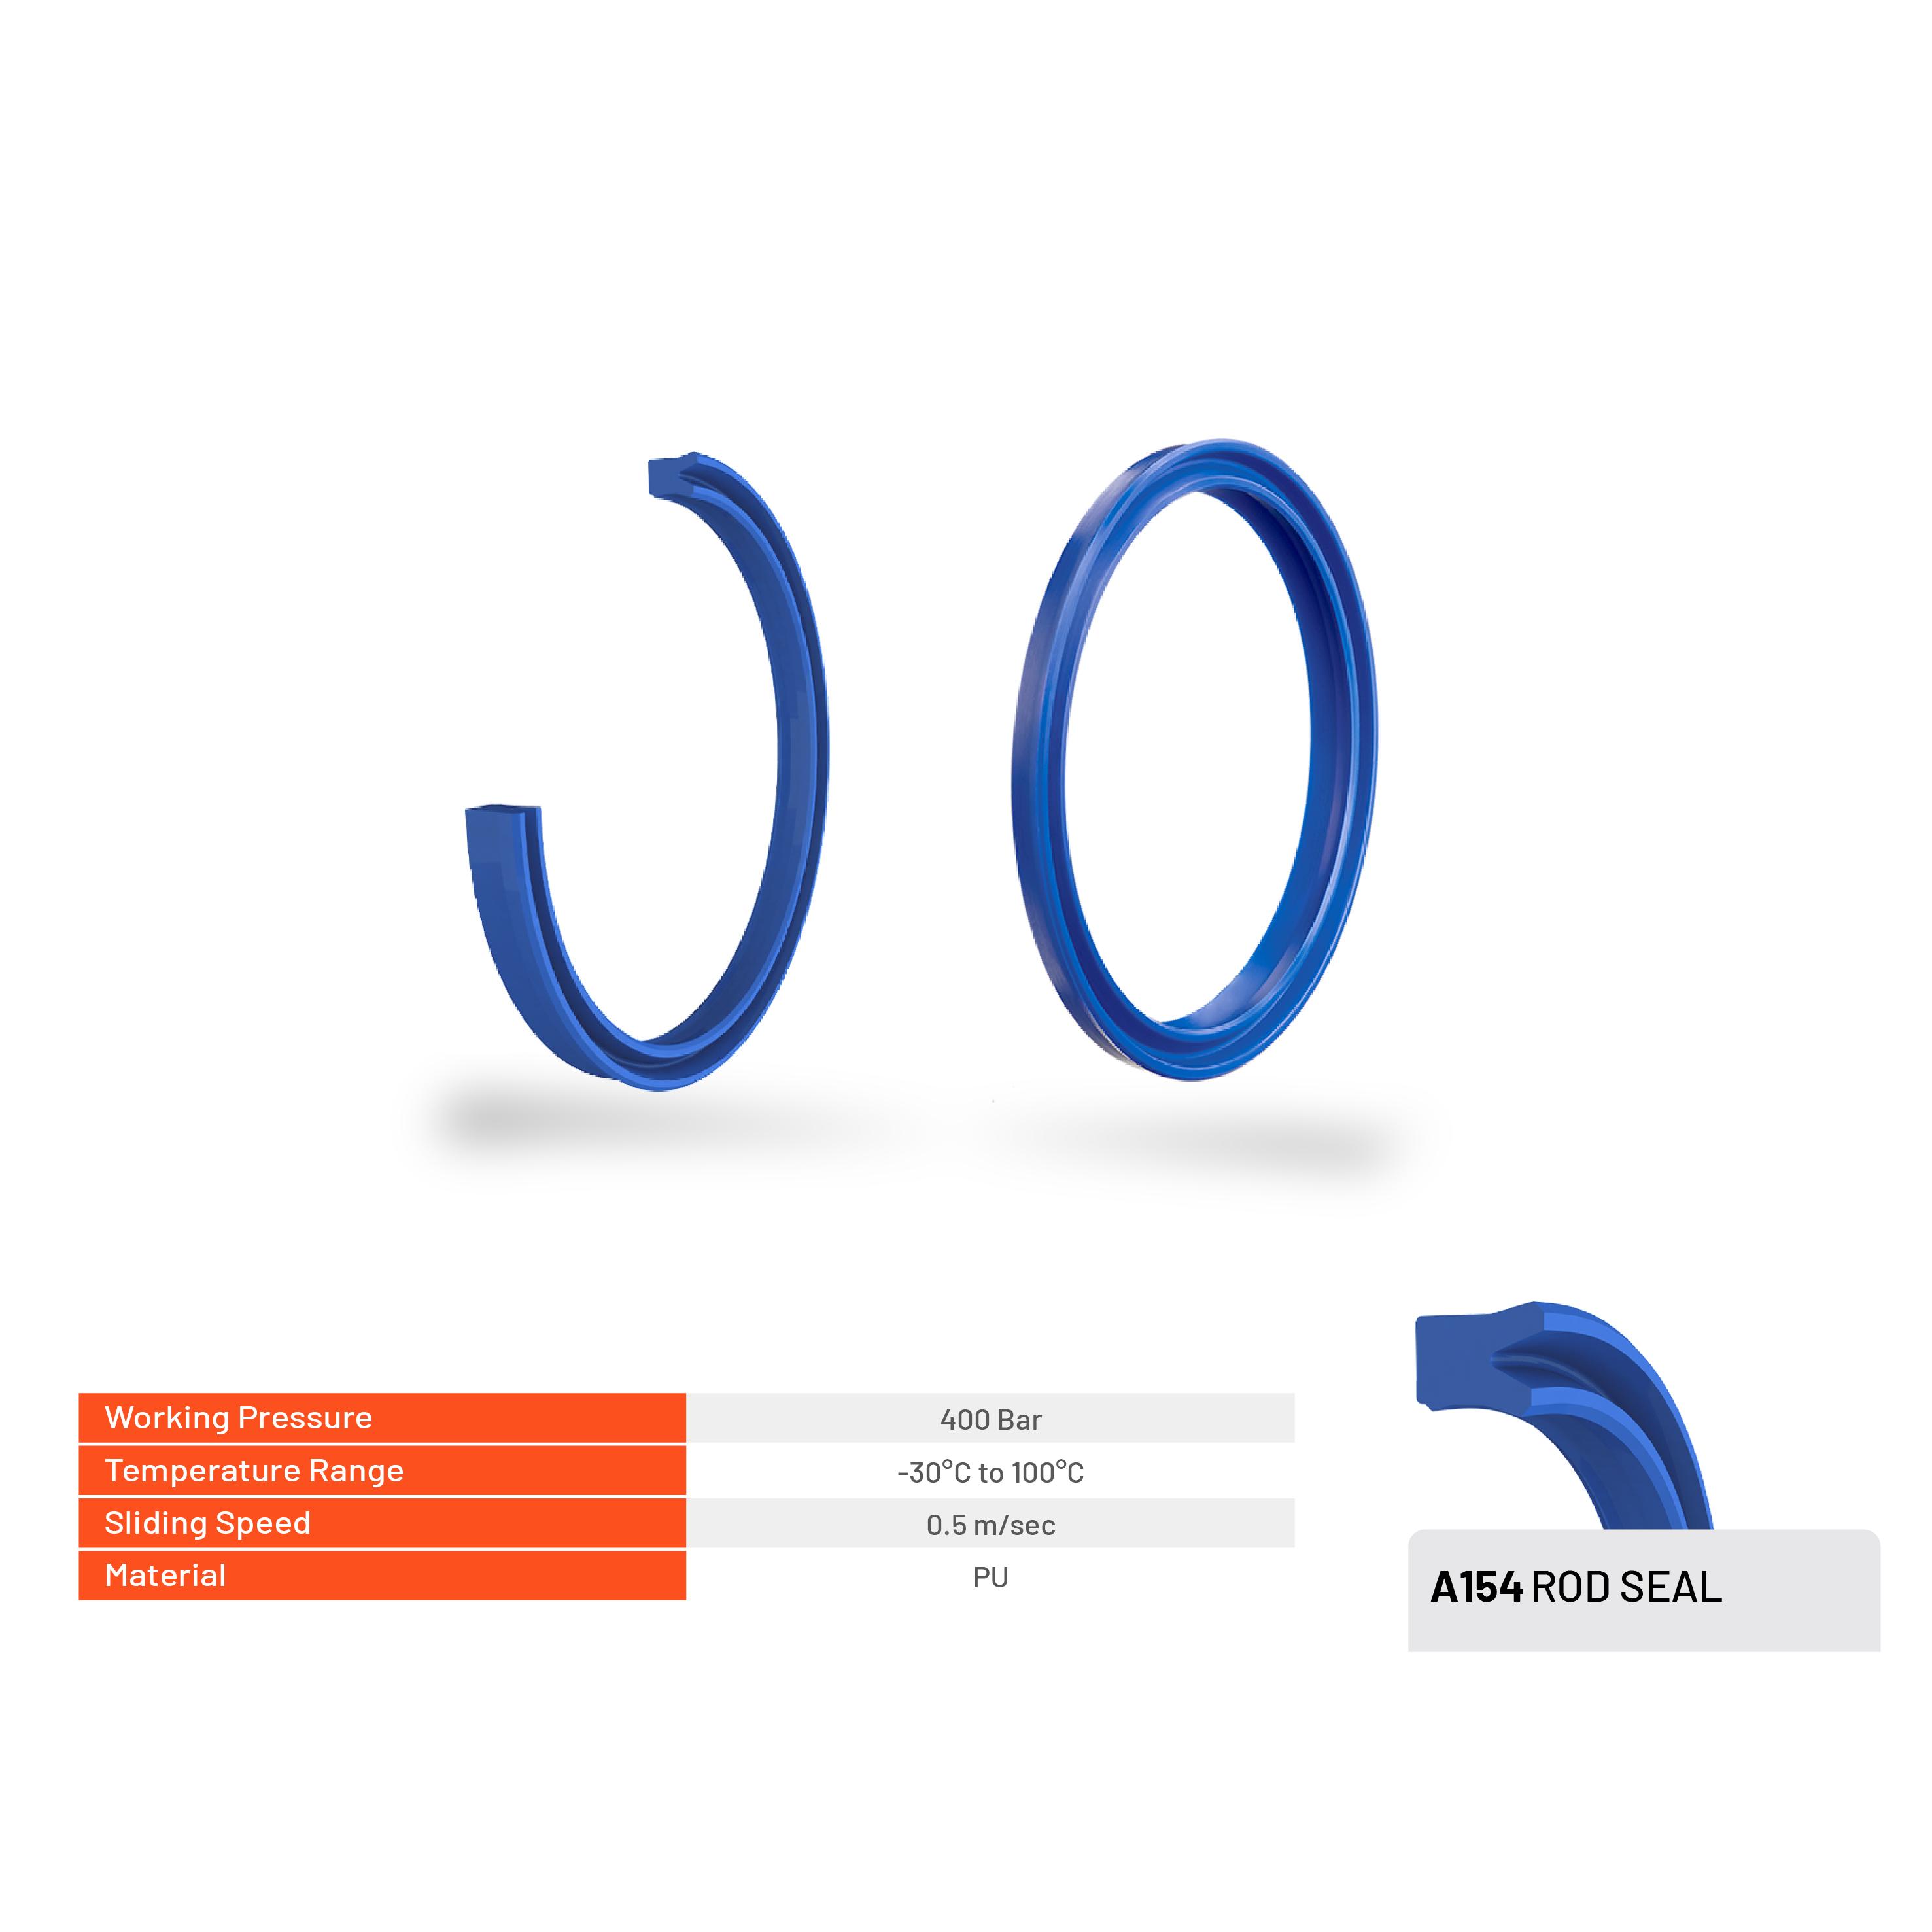 Working Pressure 400 Bar
Temperature Range -30°C to 100°C
Sliding Speed 0.5 m/sec
Material PU
A154 ROD SEAL